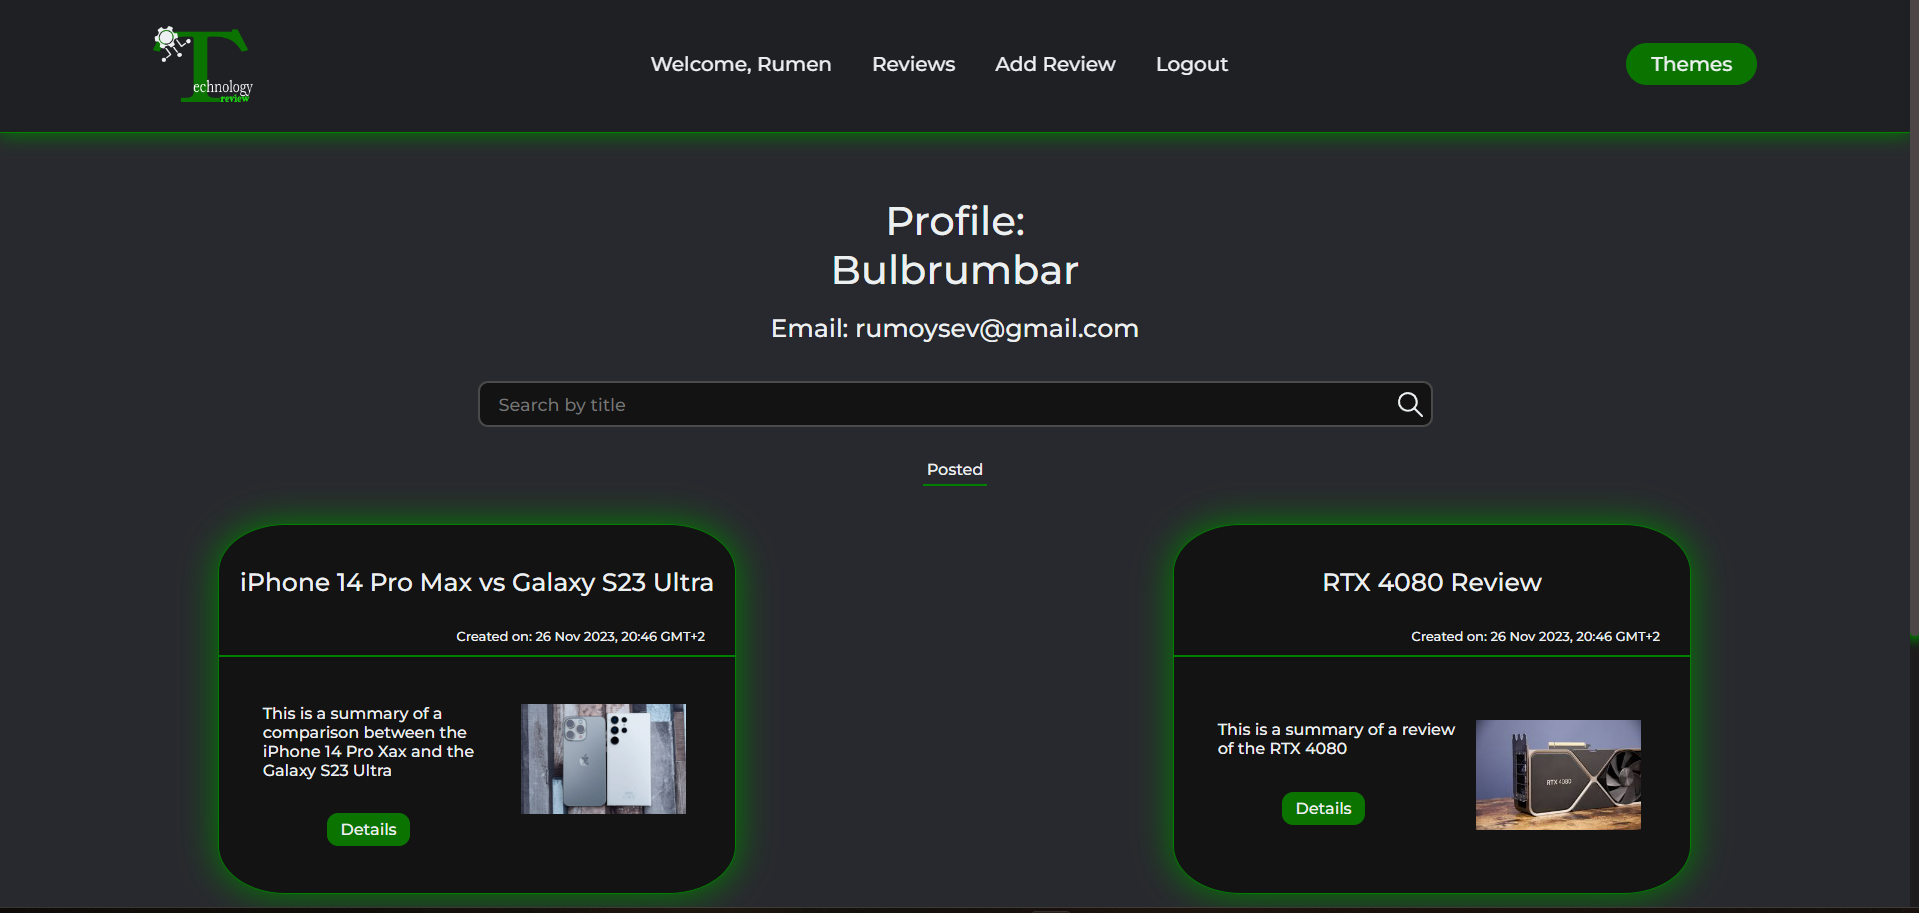 Technology
review
Welcome, Rumen
Reviews
Add Review
Logout
Themes
Profile:
Bulbrumbar
Email: rumoysev@gmail.com
Search by title
Posted
iPhone 14 Pro Max vs Galaxy S23 Ultra
Created on: 26 Nov 2023, 20:46 GMT+2
This is a summary of a
comparison between the
iPhone 14 Pro Xax and the
Galaxy S23 Ultra
Details
RTX 4080 Review
Created on: 26 Nov 2023, 20:46 GMT+2
This is a summary of a review
of the RTX 4080
RTX 4080
Details